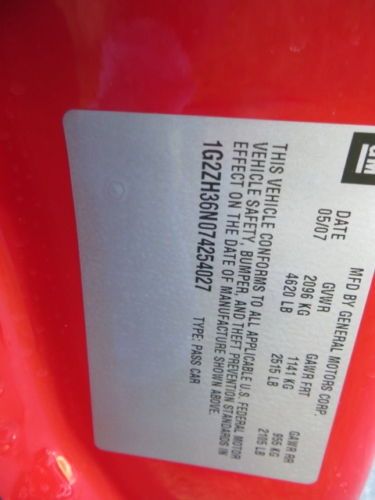 GM
MFD BY GENERAL MOTORS CORP
DATE GVWR GAWR FRT GAWR RR
05/07 2096 KG 1141 KG 955 KG
4620 LB 2515 LB 2105 LB
THIS VEHICLE CONFORMS TO ALL APPLICABLE U.S. FEDERAL MOTOR
VEHICLE SAFETY, BUMPER, AND THEFT PREVENTION STANDARDS IN
EFFECT ON THE DATE OF MANUFACTURE SHOWN ABOVE.
1G2ZH36N074254027 TYPE: PASS CAR